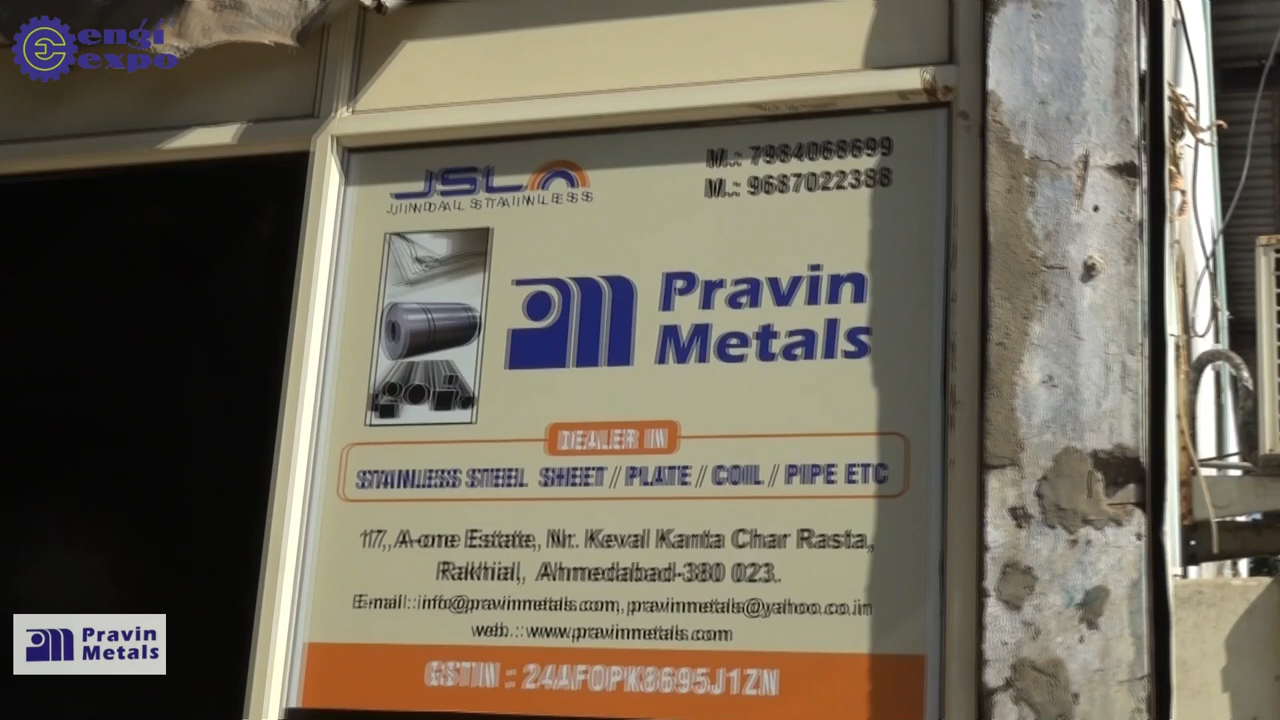 engi
expo
JSL
JINDAL STAINLESS
M.: 7984068699
M.: 9687022388
Pravin
Metals
DEALER IN
STAINLESS STEEL SHEET / PLATE / COIL / PIPE ETC
117, A-one Estate, Nr. Keval Kanta Char Rasta,
Rakhial, Ahmedabad-380 023.
E-mail : info@pravinmetals.com, pravinmetals@yahoo.co.in
web. : www.pravinmetals.com
GSTIN : 24AFOPK8695J1ZN
Pravin
Metals